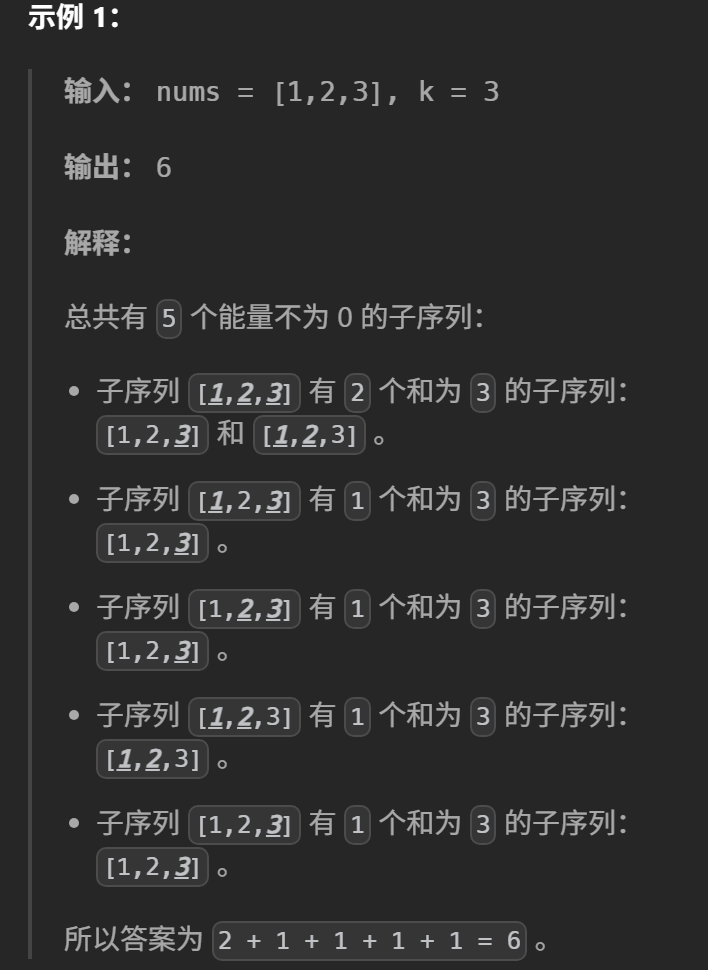 示例 1：
输入： nums = [1,2,3], k = 3
输出： 6
解释：
总共有 5 个能量不为 0 的子序列：
• 子序列 [1,2,3] 有 2 个和为 3 的子序列：
[1,2,3] 和 [1,2,3] 。
• 子序列 [1,2,3] 有 1 个和为 3 的子序列：
[1,2,3] 。
• 子序列 [1,2,3] 有 1 个和为 3 的子序列：
[1,2,3] 。
• 子序列 [1,2,3] 有 1 个和为 3 的子序列：
[1,2,3] 。
• 子序列 [1,2,3] 有 1 个和为 3 的子序列：
[1,2,3] 。
所以答案为 2 + 1 + 1 + 1 + 1 = 6 。